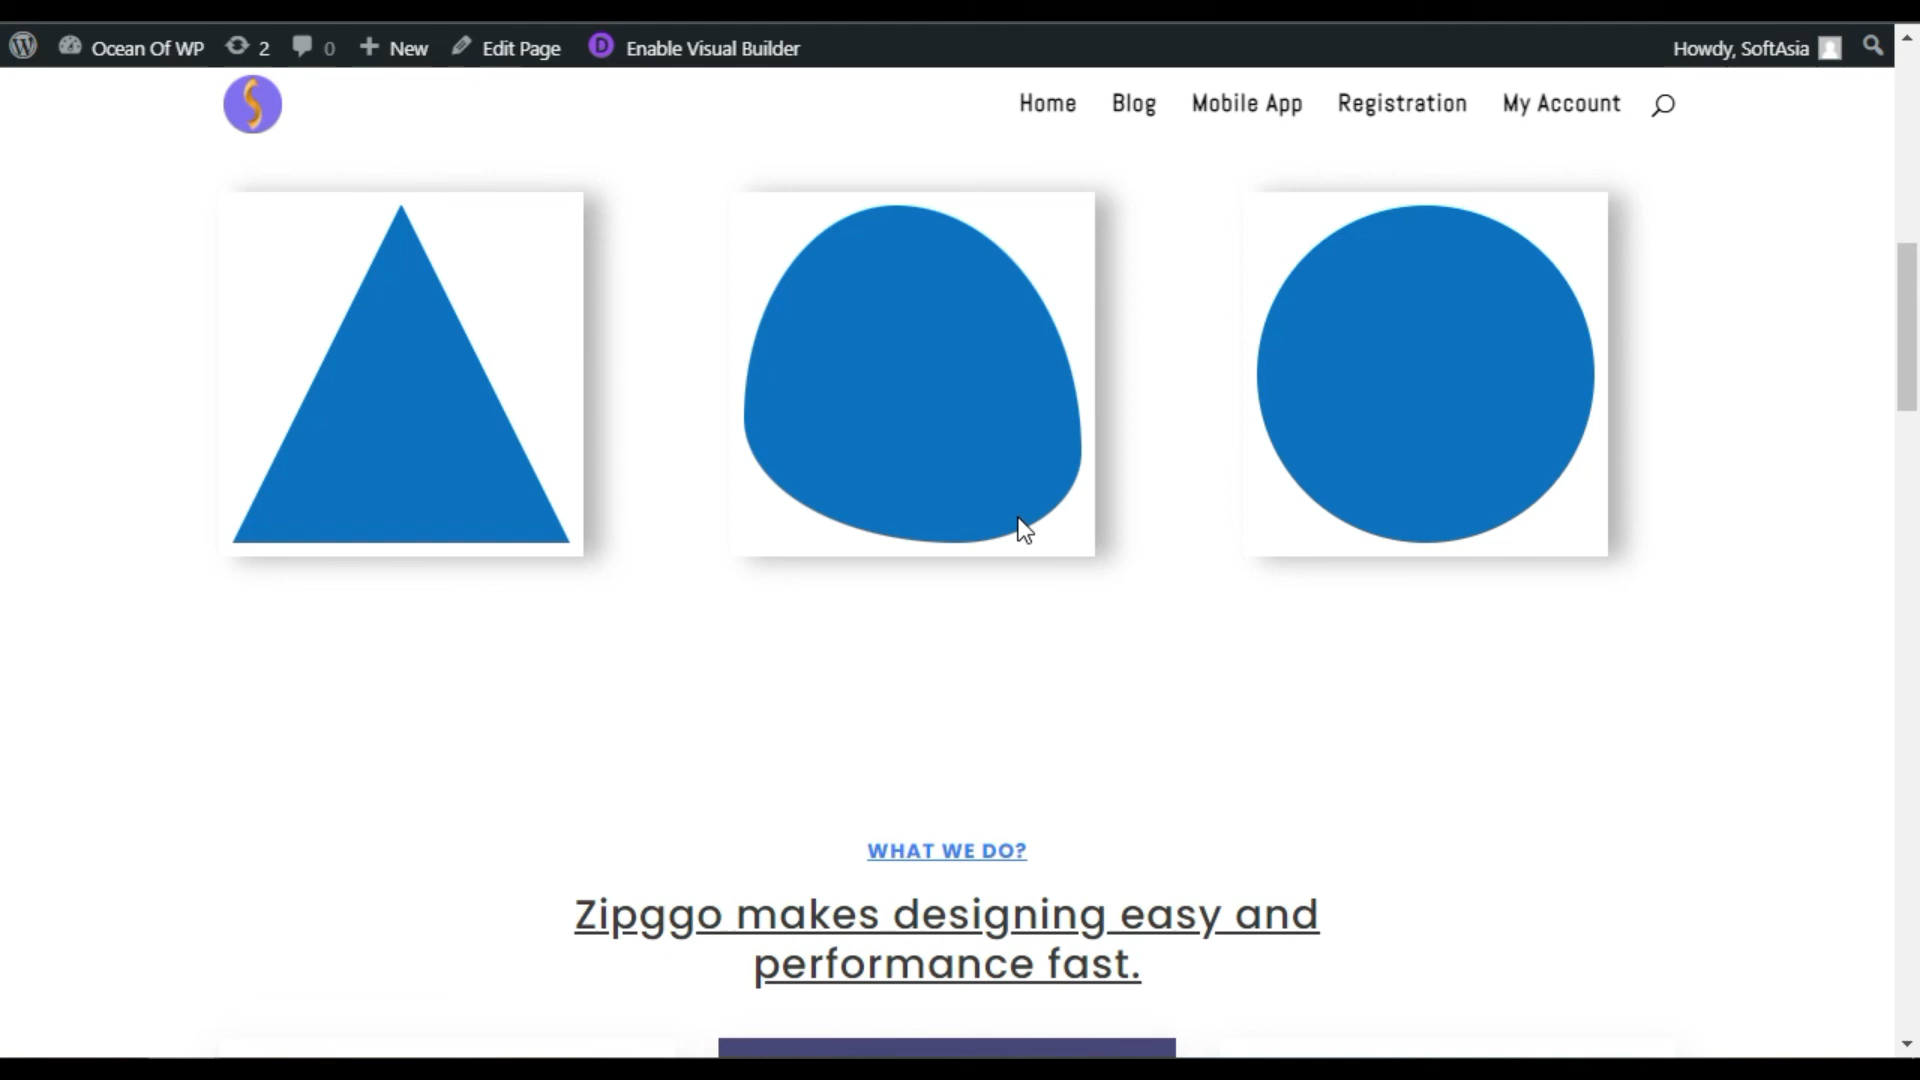 Ocean Of WP 2 0 New Edit Page Enable Visual Builder Howdy, SoftAsia
Home Blog Mobile App Registration My Account
WHAT WE DO?
Zipggo makes designing easy and
performance fast.